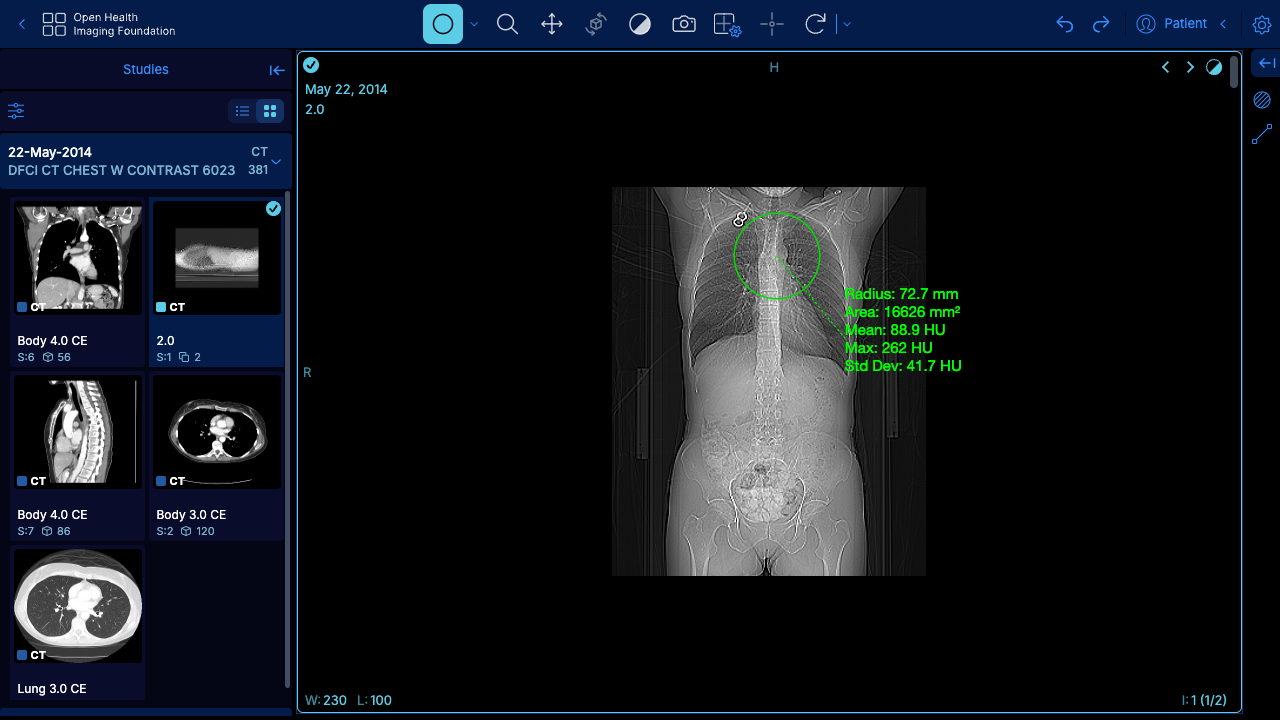 Open Health
Imaging Foundation
Patient
Studies
22-May-2014
CT
DFCI CT CHEST W CONTRAST 6023
381
CT
Body 4.0 CE
S:6 56
CT
2.0
S:1 2
CT
Body 4.0 CE
S:7 86
CT
Body 3.0 CE
S:2 120
CT
Lung 3.0 CE
May 22, 2014
2.0
H
R
Radius: 72.7 mm
Area: 16626 mm²
Mean: 88.9 HU
Max: 262 HU
Std Dev: 41.7 HU
W: 230 L: 100
I: 1 (1/2)